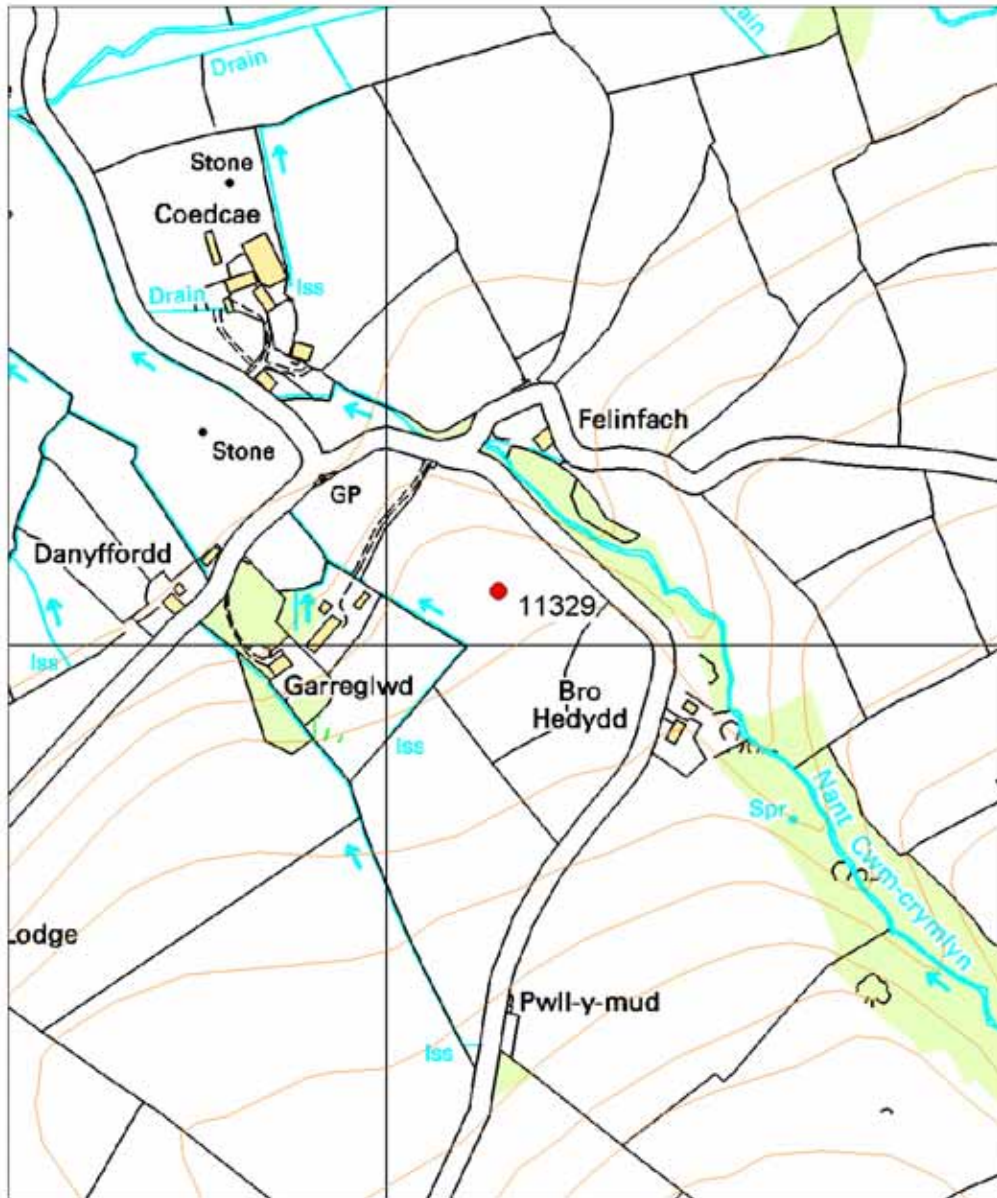 Drain
Stone
Coedcae
Iss
Drain
Stone
Felinfach
GP
Danyffordd
11329
Iss
Garreglwd
Bro
Hedydd
Iss
Spr
Nant Cwm-crymlyn
Lodge
Pwll-y-mud
Iss